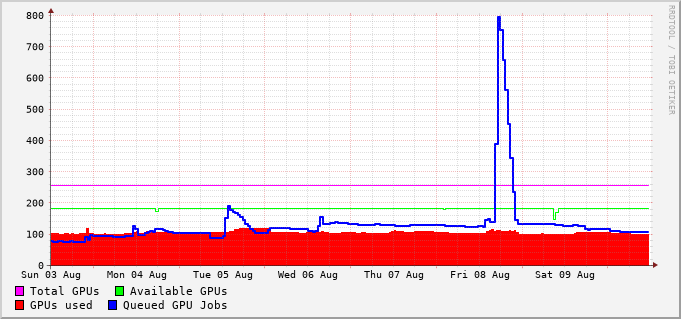 800
700
600
500
400
300
200
100
0
Sun 03 Aug Mon 04 Aug Tue 05 Aug Wed 06 Aug Thu 07 Aug Fri 08 Aug Sat 09 Aug
Total GPUs Available GPUs
GPUs used Queued GPU Jobs
RRDTOOL / TOBI OETIKER